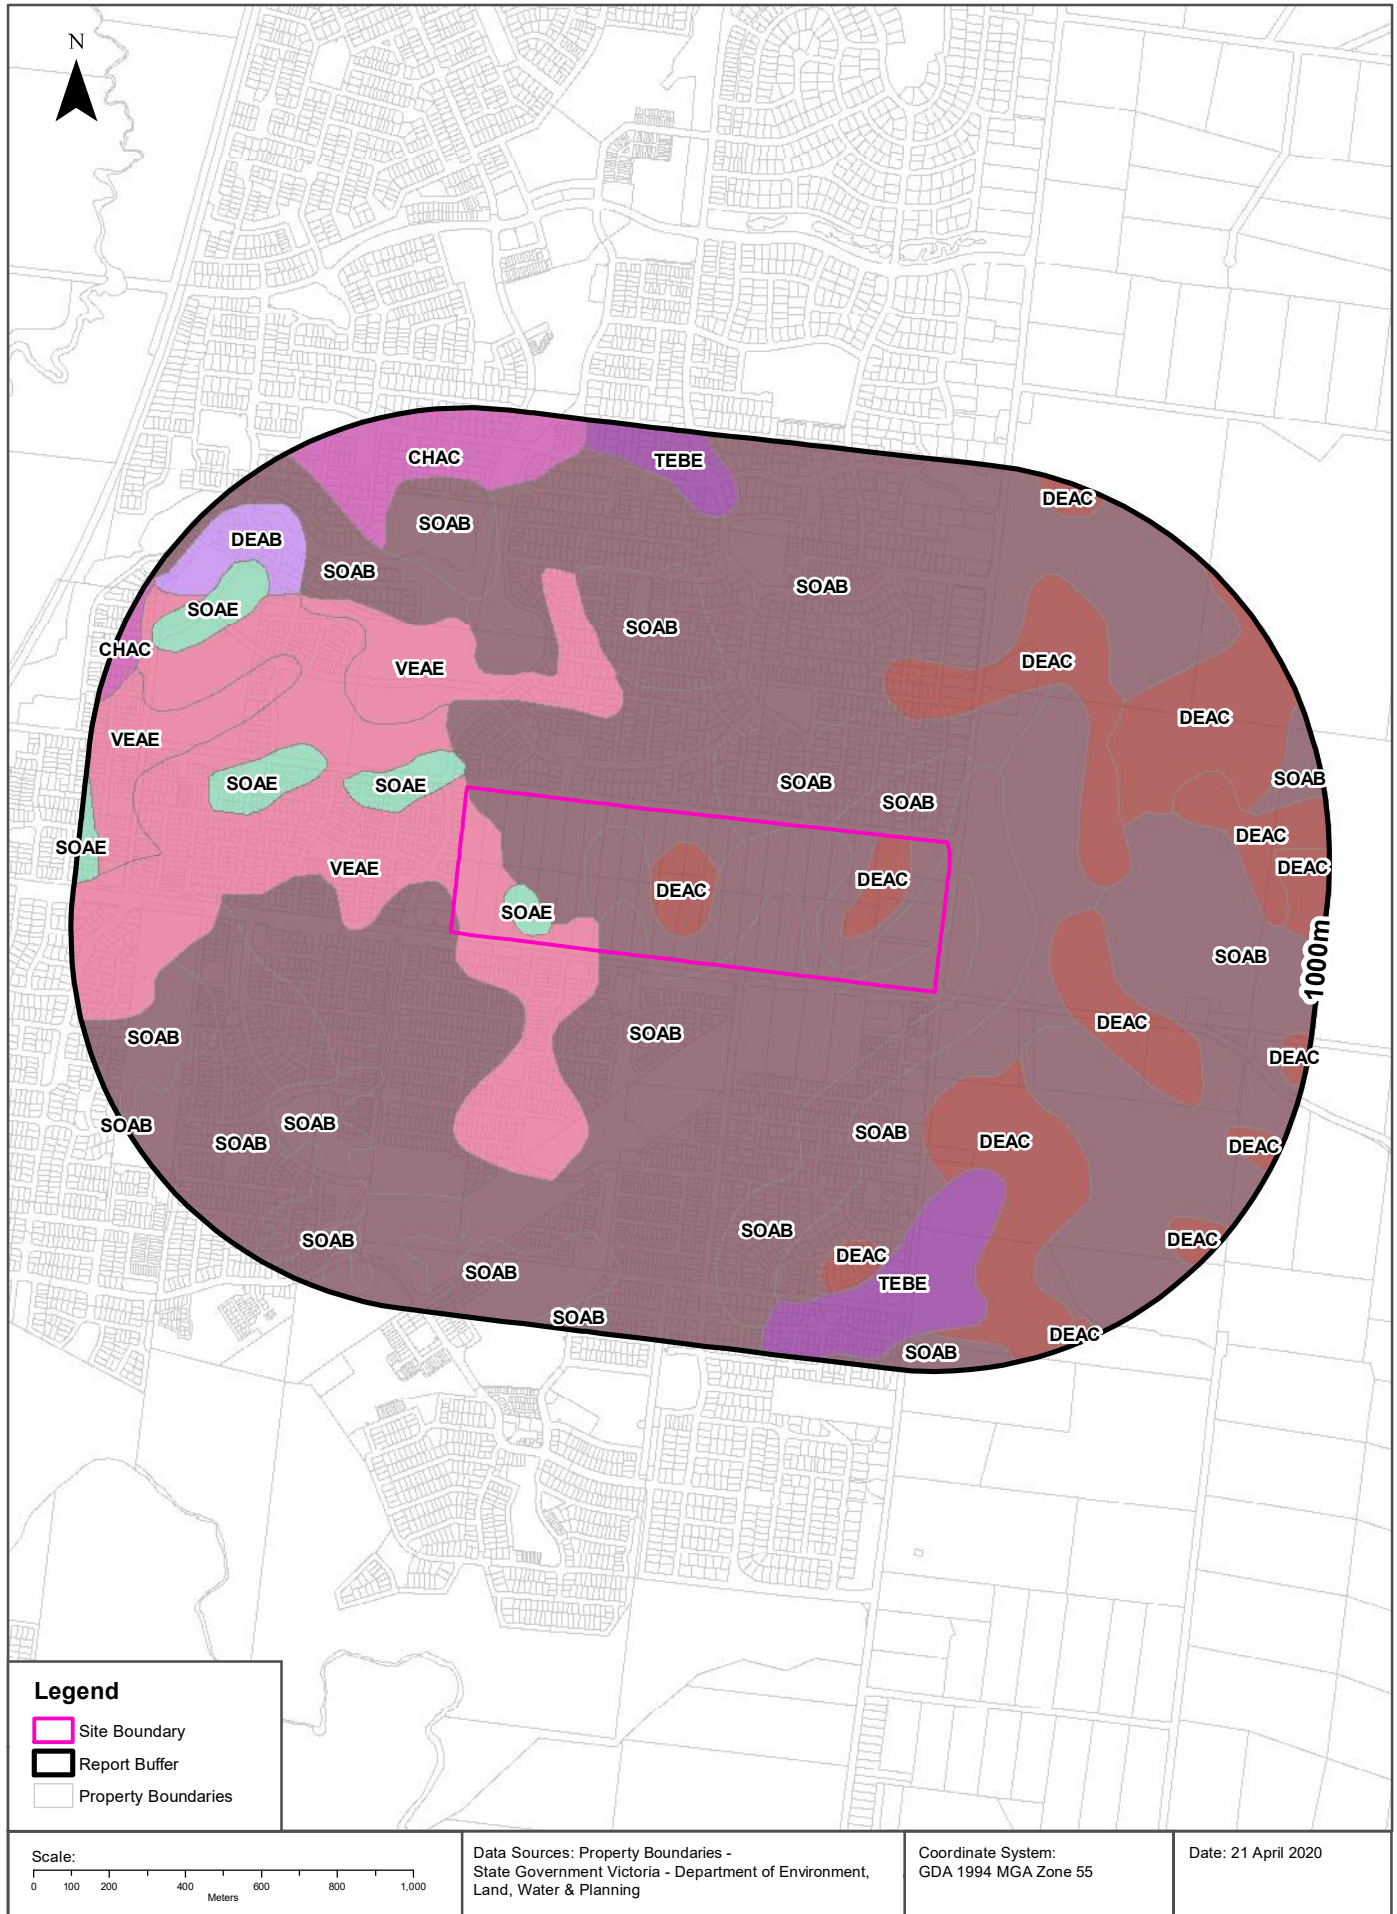 N
CHAC
TEBE
DEAC
SOAB
DEAB
SOAB
SOAB
SOAE
SOAB
CHAC
VEAE
DEAC
DEAC
VEAE
SOAB
SOAE
SOAE
SOAB
SOAB
SOAB
DEAC
SOAE
VEAE
DEAC
DEAC
DEAC
SOAE
SOAB
1000m
DEAC
SOAB
SOAB
DEAC
SOAB
SOAB
SOAB
SOAB
DEAC
DEAC
SOAB
SOAB
DEAC
DEAC
SOAB
TEBE
SOAB
DEAC
SOAB
Legend
Site Boundary
Report Buffer
Property Boundaries
Scale:
0 100 200 400 600 800 1,000
Meters
Data Sources: Property Boundaries -
State Government Victoria - Department of Environment,
Land, Water & Planning
Coordinate System:
GDA 1994 MGA Zone 55
Date: 21 April 2020